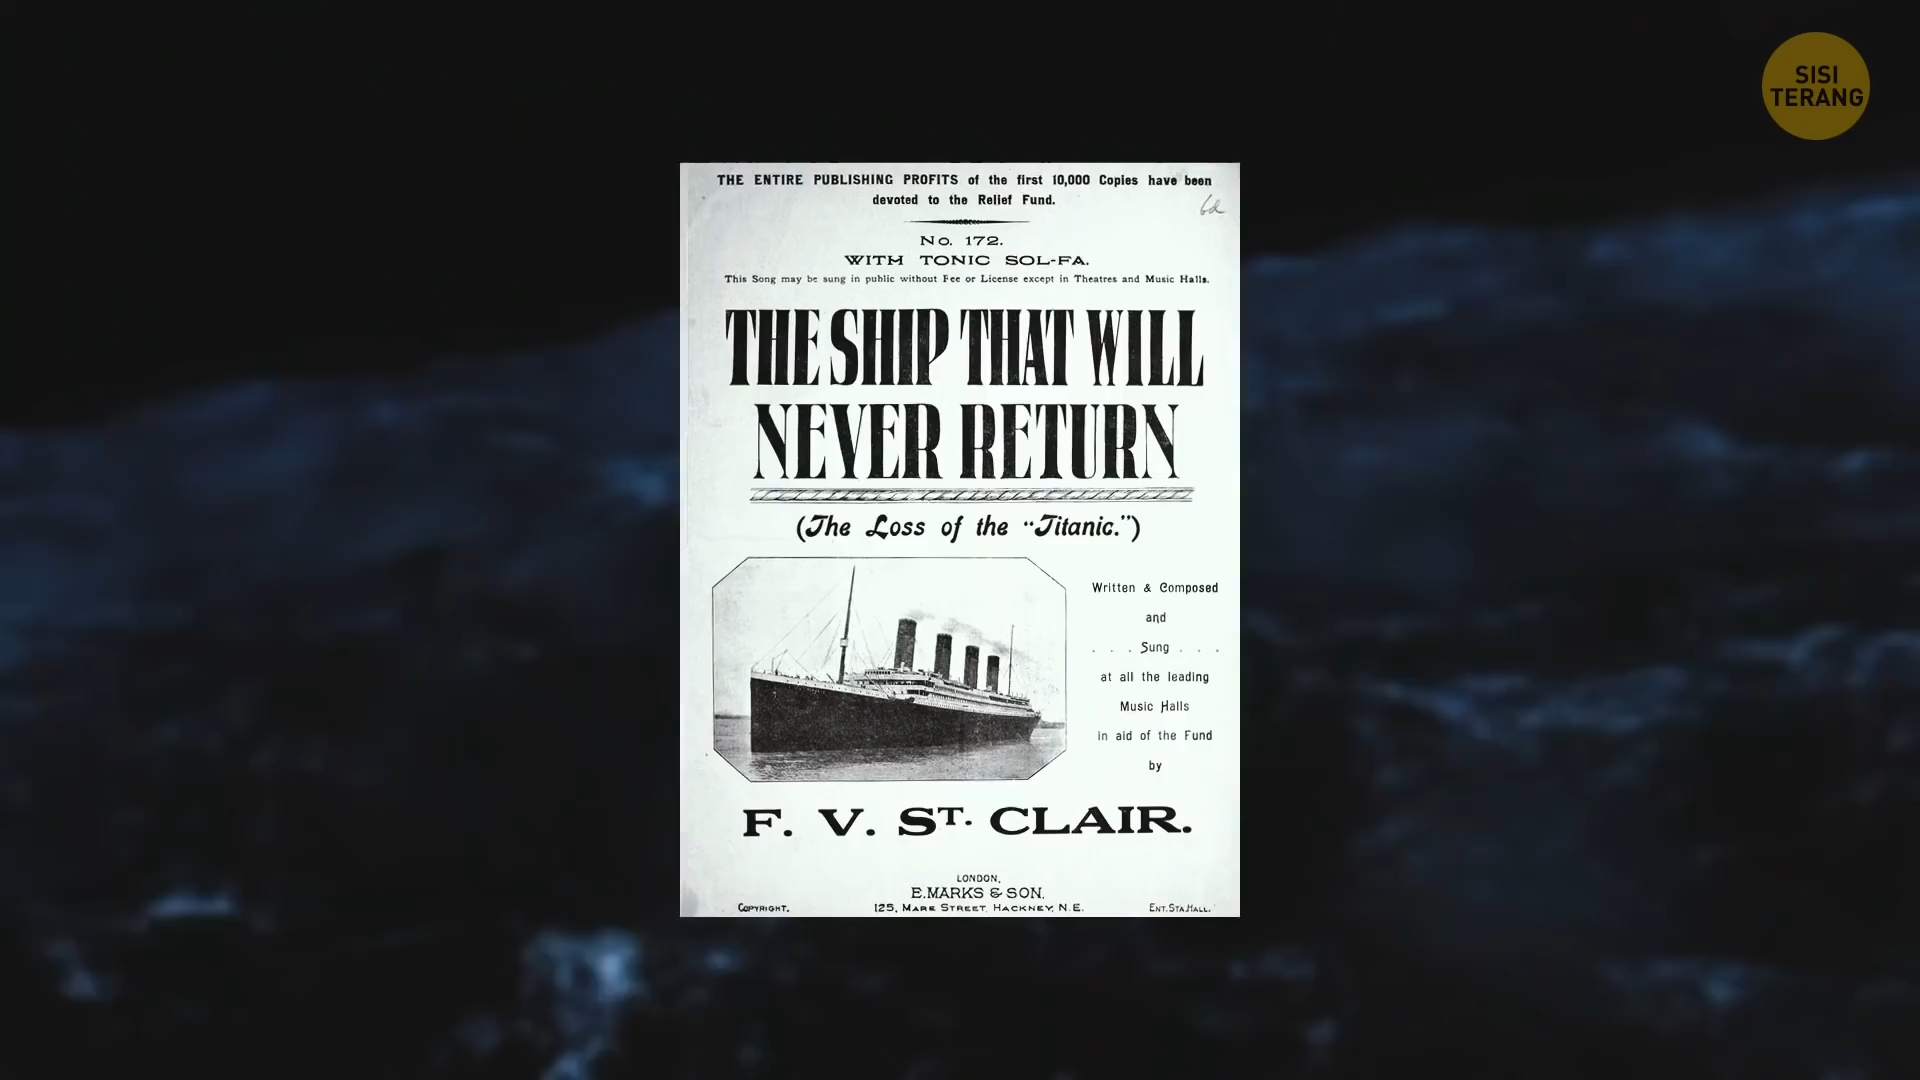 SISI
TERANG
THE ENTIRE PUBLISHING PROFITS of the first 10,000 Copies have been
devoted to the Relief Fund.
6d
No. 172.
WITH TONIC SOL-FA.
This Song may be sung in public without Fee or License except in Theatres and Music Halls.
THE SHIP THAT WILL
NEVER RETURN
(The Loss of the “Titanic.”)
Written & Composed
and
. . . Sung . . .
at all the leading
Music Halls
in aid of the Fund
by
F. V. ST. CLAIR.
LONDON,
E. MARKS & SON.
COPYRIGHT. 125, MARE STREET, HACKNEY, N.E. ENT. STA. HALL.